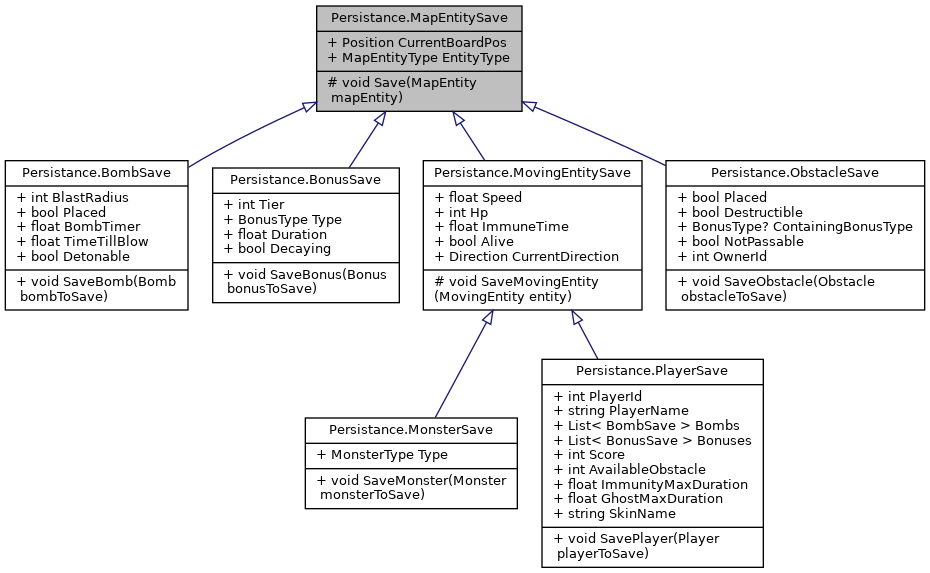 Persistance.MapEntitySave
+ Position CurrentBoardPos
+ MapEntityType EntityType
# void Save(MapEntity
mapEntity)
Persistance.BombSave
+ int BlastRadius
+ bool Placed
+ float BombTimer
+ float TimeTillBlow
+ bool Detonable
+ void SaveBomb(Bomb
bombToSave)
Persistance.BonusSave
+ int Tier
+ BonusType Type
+ float Duration
+ bool Decaying
+ void SaveBonus(Bonus
bonusToSave)
Persistance.MovingEntitySave
+ float Speed
+ int Hp
+ float ImmuneTime
+ bool Alive
+ Direction CurrentDirection
# void SaveMovingEntity
(MovingEntity entity)
Persistance.ObstacleSave
+ bool Placed
+ bool Destructible
+ BonusType? ContainingBonusType
+ bool NotPassable
+ int OwnerId
+ void SaveObstacle(Obstacle
obstacleToSave)
Persistance.MonsterSave
+ MonsterType Type
+ void SaveMonster(Monster
monsterToSave)
Persistance.PlayerSave
+ int PlayerId
+ string PlayerName
+ List< BombSave > Bombs
+ List< BonusSave > Bonuses
+ int Score
+ int AvailableObstacle
+ float ImmunityMaxDuration
+ float GhostMaxDuration
+ string SkinName
+ void SavePlayer(Player
playerToSave)